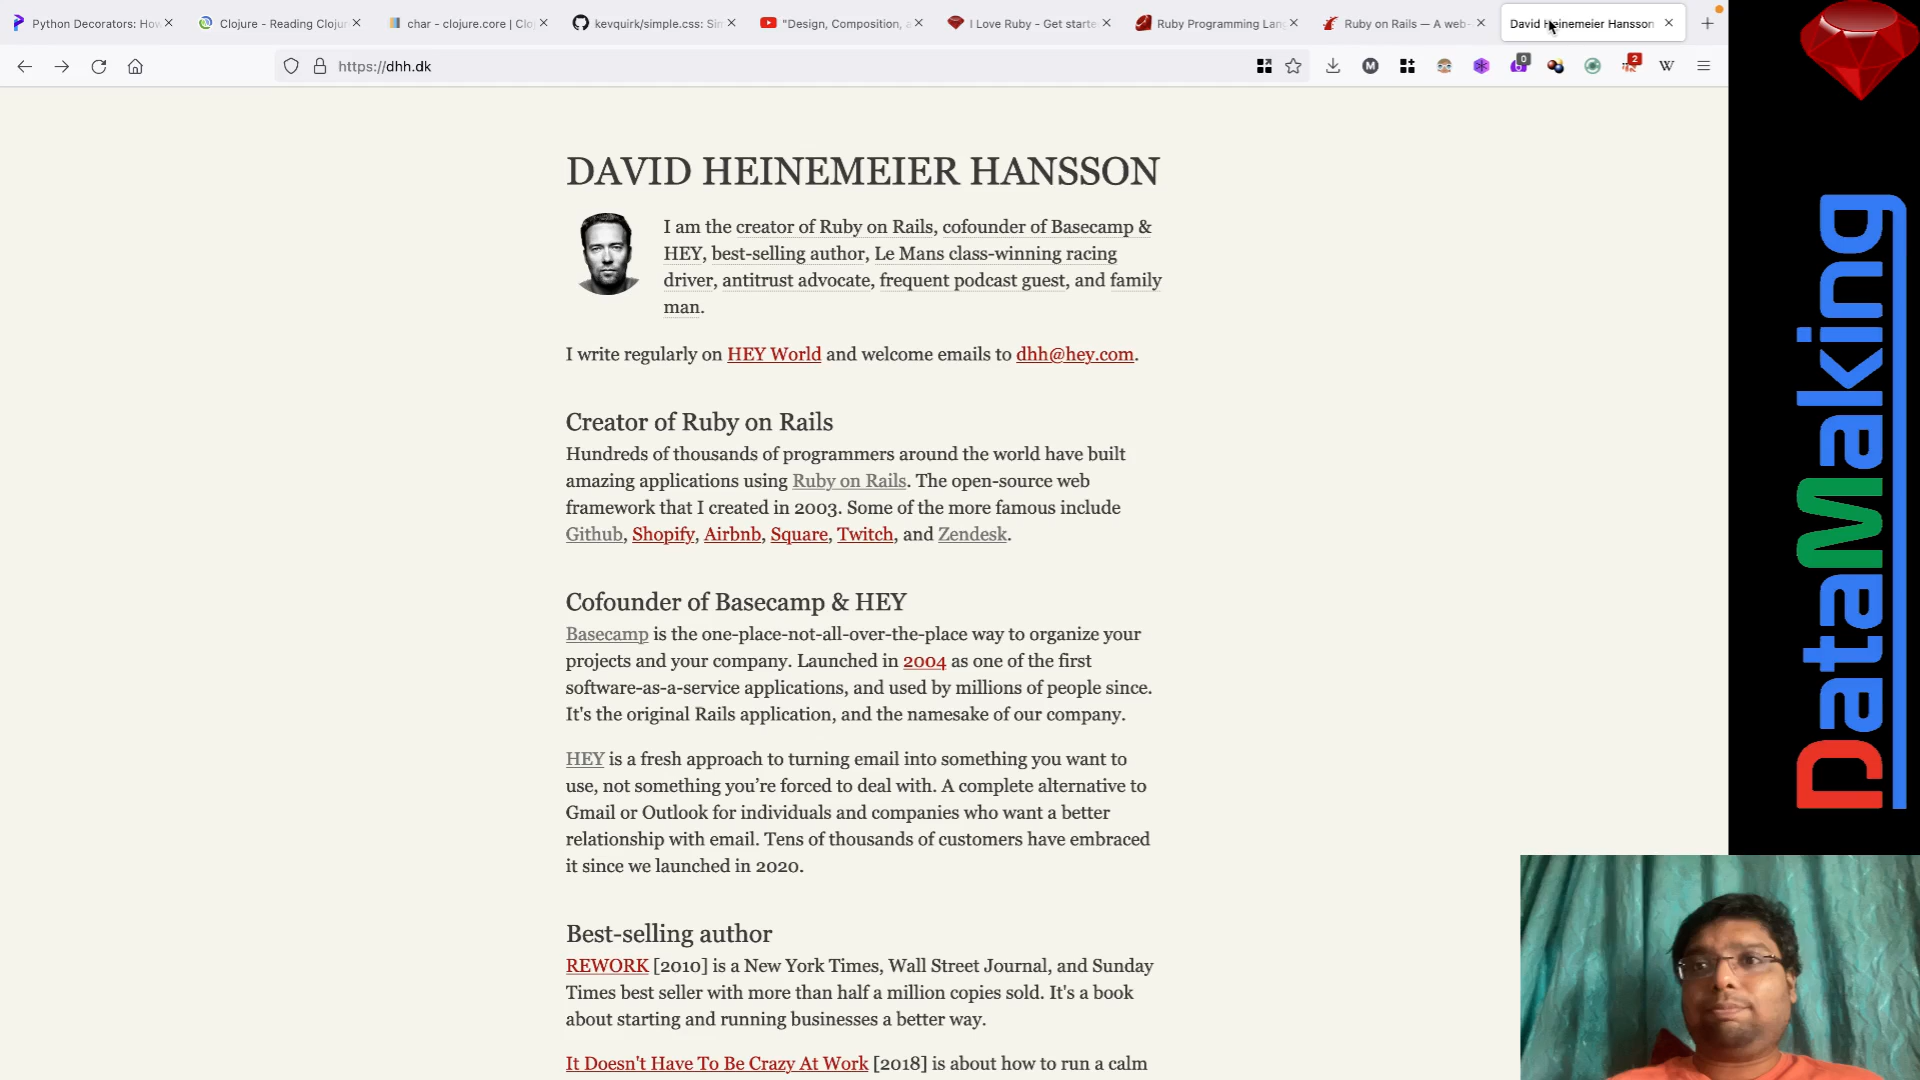 Python Decorators: How
Clojure - Reading Clojur
char - clojure.core | Clo
kevquirk/simple.css: Sim
"Design, Composition, a
I Love Ruby - Get starte
Ruby Programming Lan
Ruby on Rails — A web-
David Heinemeier Hansson
https://dhh.dk
M
0
2
W
DAVID HEINEMEIER HANSSON
I am the creator of Ruby on Rails, cofounder of Basecamp &
HEY, best-selling author, Le Mans class-winning racing
driver, antitrust advocate, frequent podcast guest, and family
man.
I write regularly on HEY World and welcome emails to dhh@hey.com.
Creator of Ruby on Rails
Hundreds of thousands of programmers around the world have built
amazing applications using Ruby on Rails. The open-source web
framework that I created in 2003. Some of the more famous include
Github, Shopify, Airbnb, Square, Twitch, and Zendesk.
Cofounder of Basecamp & HEY
Basecamp is the one-place-not-all-over-the-place way to organize your
projects and your company. Launched in 2004 as one of the first
software-as-a-service applications, and used by millions of people since.
It's the original Rails application, and the namesake of our company.
HEY is a fresh approach to turning email into something you want to
use, not something you’re forced to deal with. A complete alternative to
Gmail or Outlook for individuals and companies who want a better
relationship with email. Tens of thousands of customers have embraced
it since we launched in 2020.
Best-selling author
REWORK [2010] is a New York Times, Wall Street Journal, and Sunday
Times best seller with more than half a million copies sold. It's a book
about starting and running businesses a better way.
It Doesn't Have To Be Crazy At Work [2018] is about how to run a calm
DataMaking